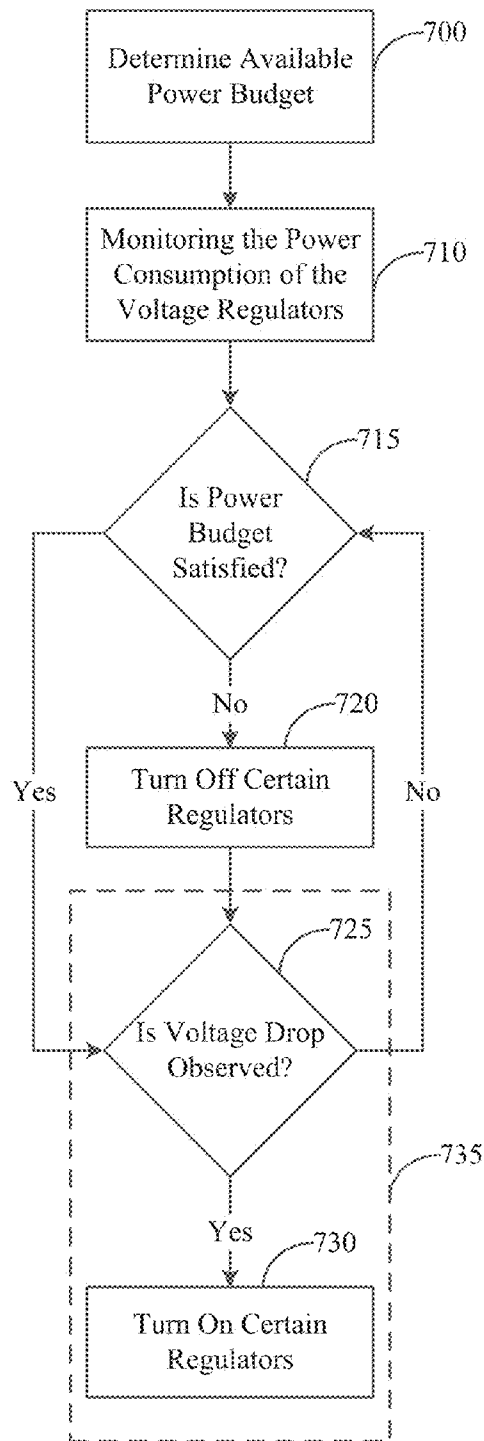 700
Determine Available
Power Budget
Monitoring the Power
Consumption of the
Voltage Regulators
710
715
Is Power
Budget
Satisfied?
No
720
Turn Off Certain
Regulators
Yes
No
725
Is Voltage Drop
Observed?
735
Yes
730
Turn On Certain
Regulators